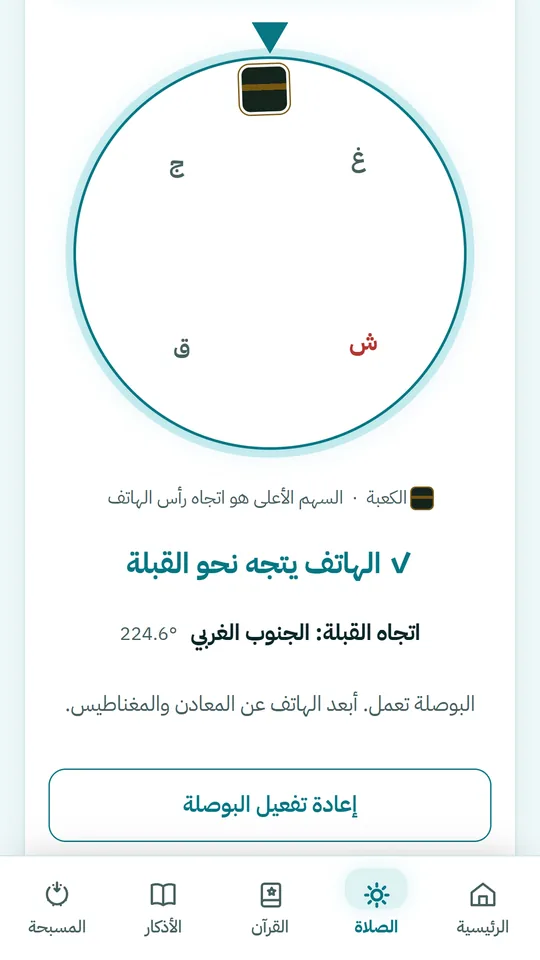 غ ج
ش ق
الكعبة · السهم الأعلى هو اتجاه رأس الهاتف
✓ الهاتف يتجه نحو القبلة
اتجاه القبلة: الجنوب الغربي 224.6°
البوصلة تعمل. أبعد الهاتف عن المعادن والمغناطيس.
إعادة تفعيل البوصلة
الرئيسية الصلاة القرآن الأذكار المسبحة